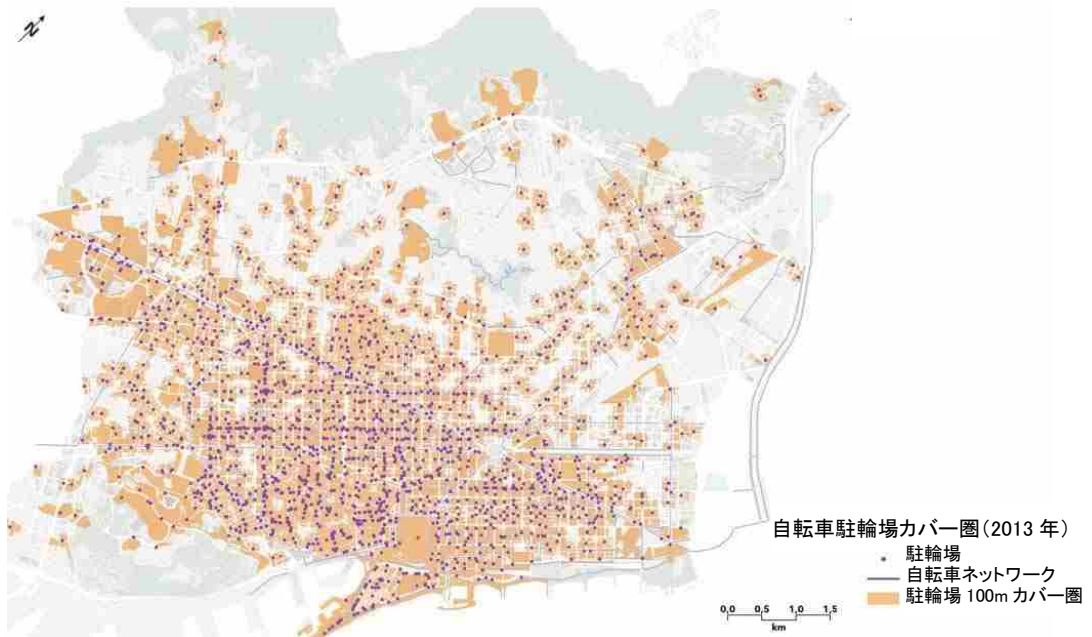 自転車駐輪場カバー圏(2013 年)
駐輪場
自転車ネットワーク
駐輪場 100m カバー圏
0,0 0,5 1,0 1,5
km